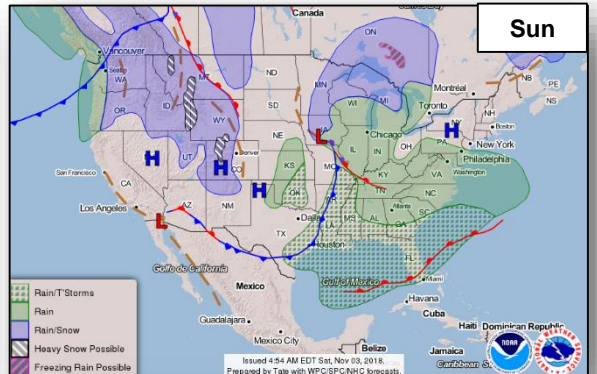 Sun
Canada
ON
Vancouver
Seattle
WA
MT
ND
MN
Montréal
NB
PE
NS
OR
ID
SD
WI
MI
Toronto
NY
H
Boston
WY
NE
IA
L
Chicago
New York
PA
Philadelphia
H
UT
H
Denver
CO
IL
IN
OH
Washington
San Francisco
KS
MO
KY
VA
CA
H
OK
TN
NC
Los Angeles
AZ
NM
AR
Atlanta
SC
L
Dallas
MS
AL
GA
TX
LA
Houston
FL
Golfo de California
Gulf of Mexico
Miami
Mexico
Havana
Cuba
Guadalajara
Mexico City
Haiti
Dominican Republic
Belize
Jamaica
Caribbean
Rain/T'Storms
Rain
Rain/Snow
Heavy Snow Possible
Freezing Rain Possible
Issued 4:54 AM EDT Sat, Nov 03, 2018,
Prepared by Tate with WPC/SPC/NHC forecasts.
NOAA